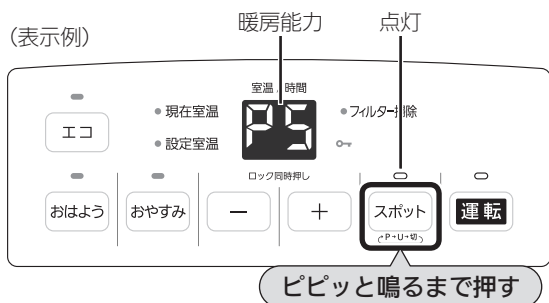 (表示例)
暖房能力
点灯
室温/時間
現在室温
設定室温
P5
フィルター掃除
エコ
ロック同時押し
おはよう
おやすみ
−
+
スポット
P→U→切
運転
ピピッと鳴るまで押す